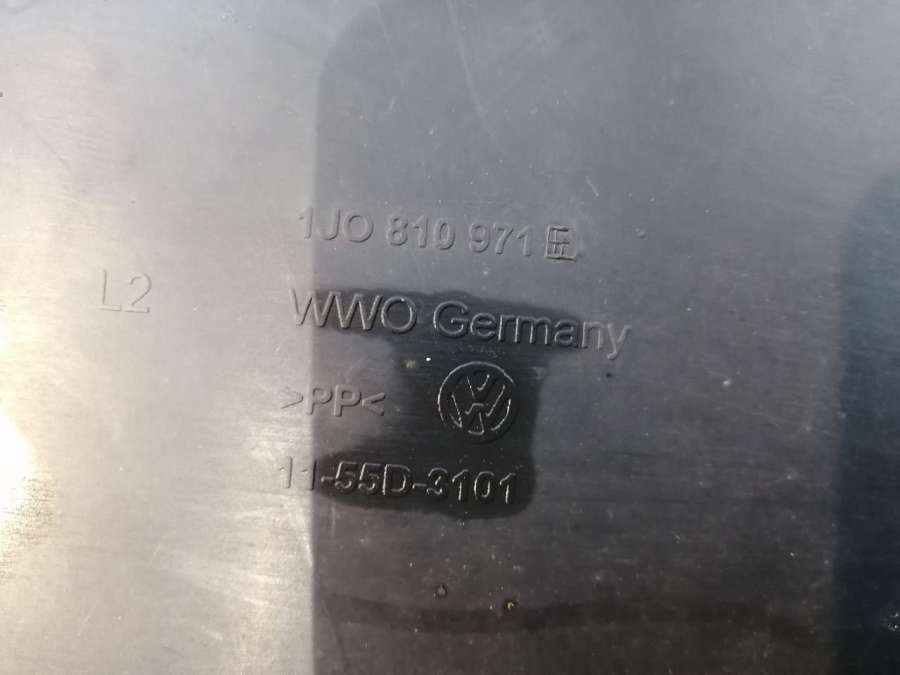 1JO 810 971 E
L2
WWO Germany
>PP<
11-55D-3101